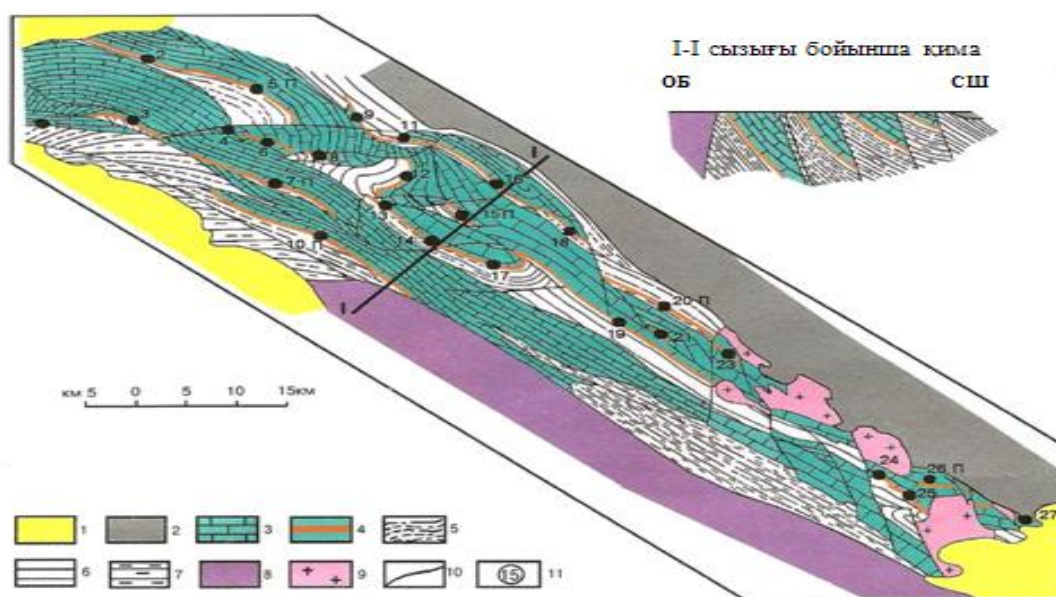 I-I сызығы бойынша қима
ОБ СШ
2
5 П
3
9
4
6
8
11
12
7 П
16
13
15 П
10 П
14
18
17
I
I
20 П
19
21
23
24
26 П
25
27
км 5 0 5 10 15км
1 2 3 4 5
6 7 8 9 10 15 11